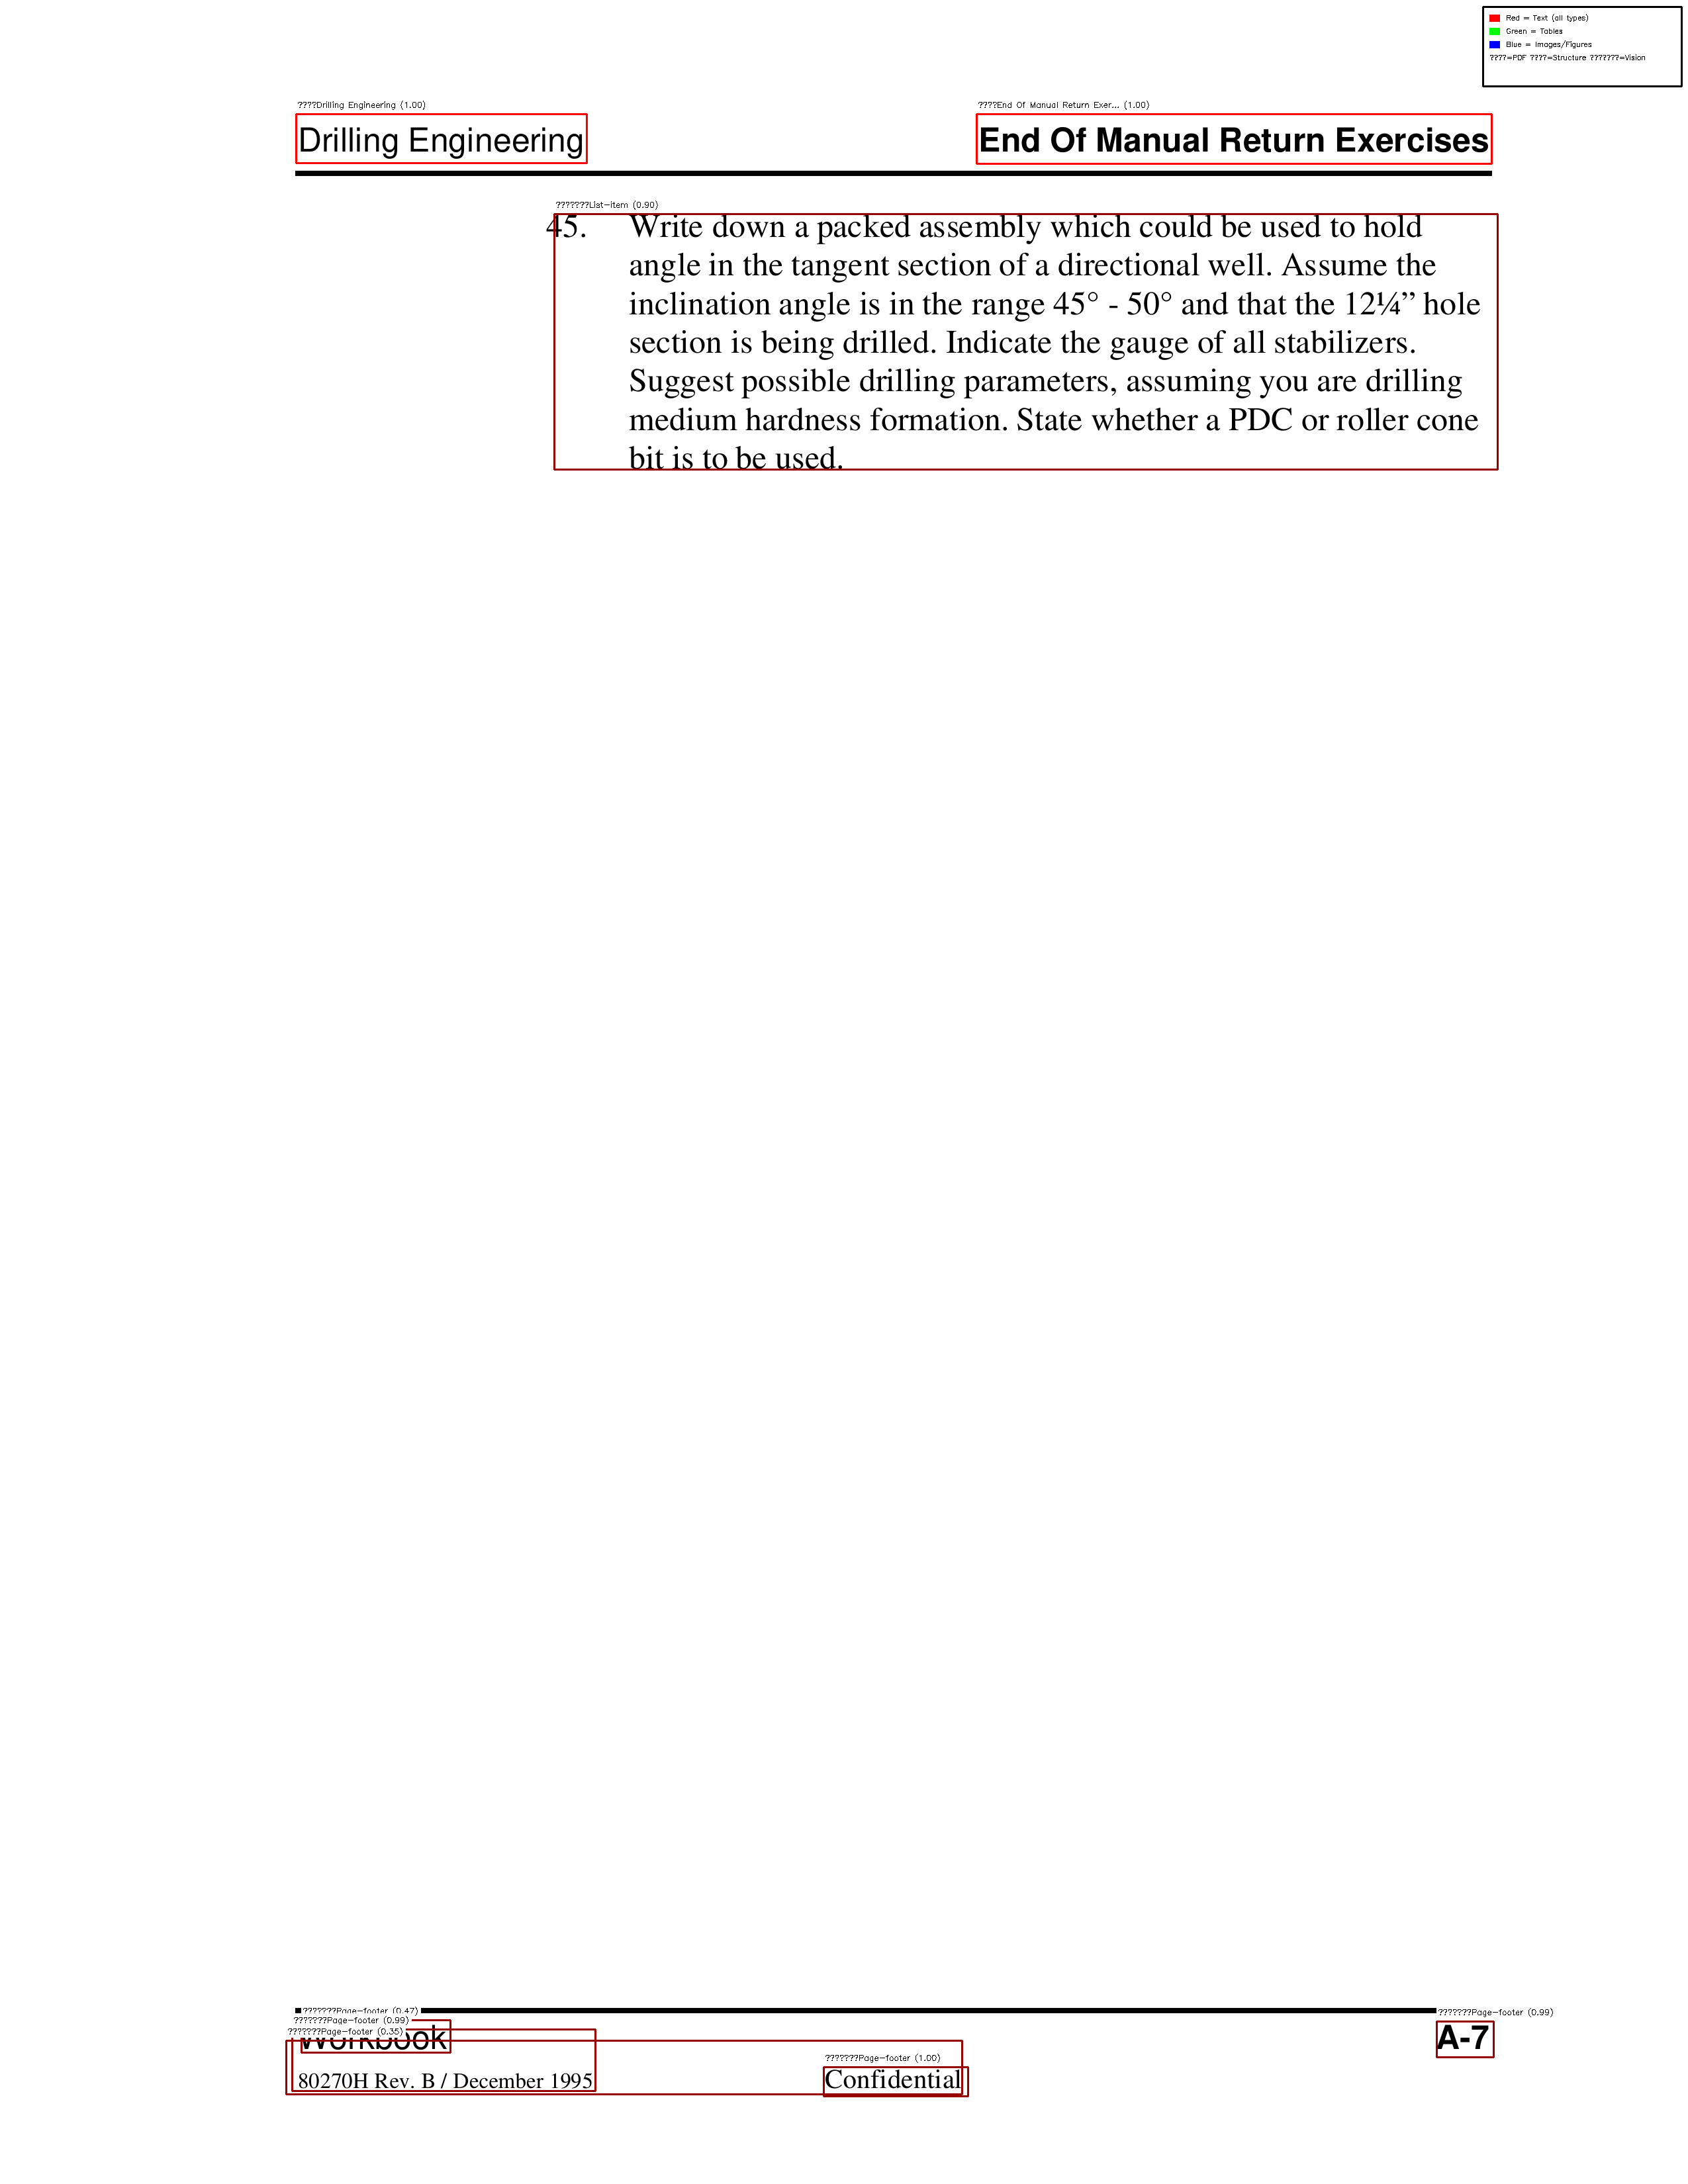 Red = Text (all types)
Green = Tables
Blue = Images/Figures
????=PDF ????=Structure ???????=Vision
????Drilling Engineering (1.00)
????End Of Manual Return Exer... (1.00)
Drilling Engineering
End Of Manual Return Exercises
???????List-item (0.90)
45. Write down a packed assembly which could be used to hold
angle in the tangent section of a directional well. Assume the
inclination angle is in the range 45° - 50° and that the 12¼” hole
section is being drilled. Indicate the gauge of all stabilizers.
Suggest possible drilling parameters, assuming you are drilling
medium hardness formation. State whether a PDC or roller cone
bit is to be used.
???????Page-footer (0.47)
???????Page-footer (0.99)
???????Page-footer (0.99)
???????Page-footer (0.35)
Workbook
A-7
???????Page-footer (1.00)
80270H Rev. B / December 1995
Confidential